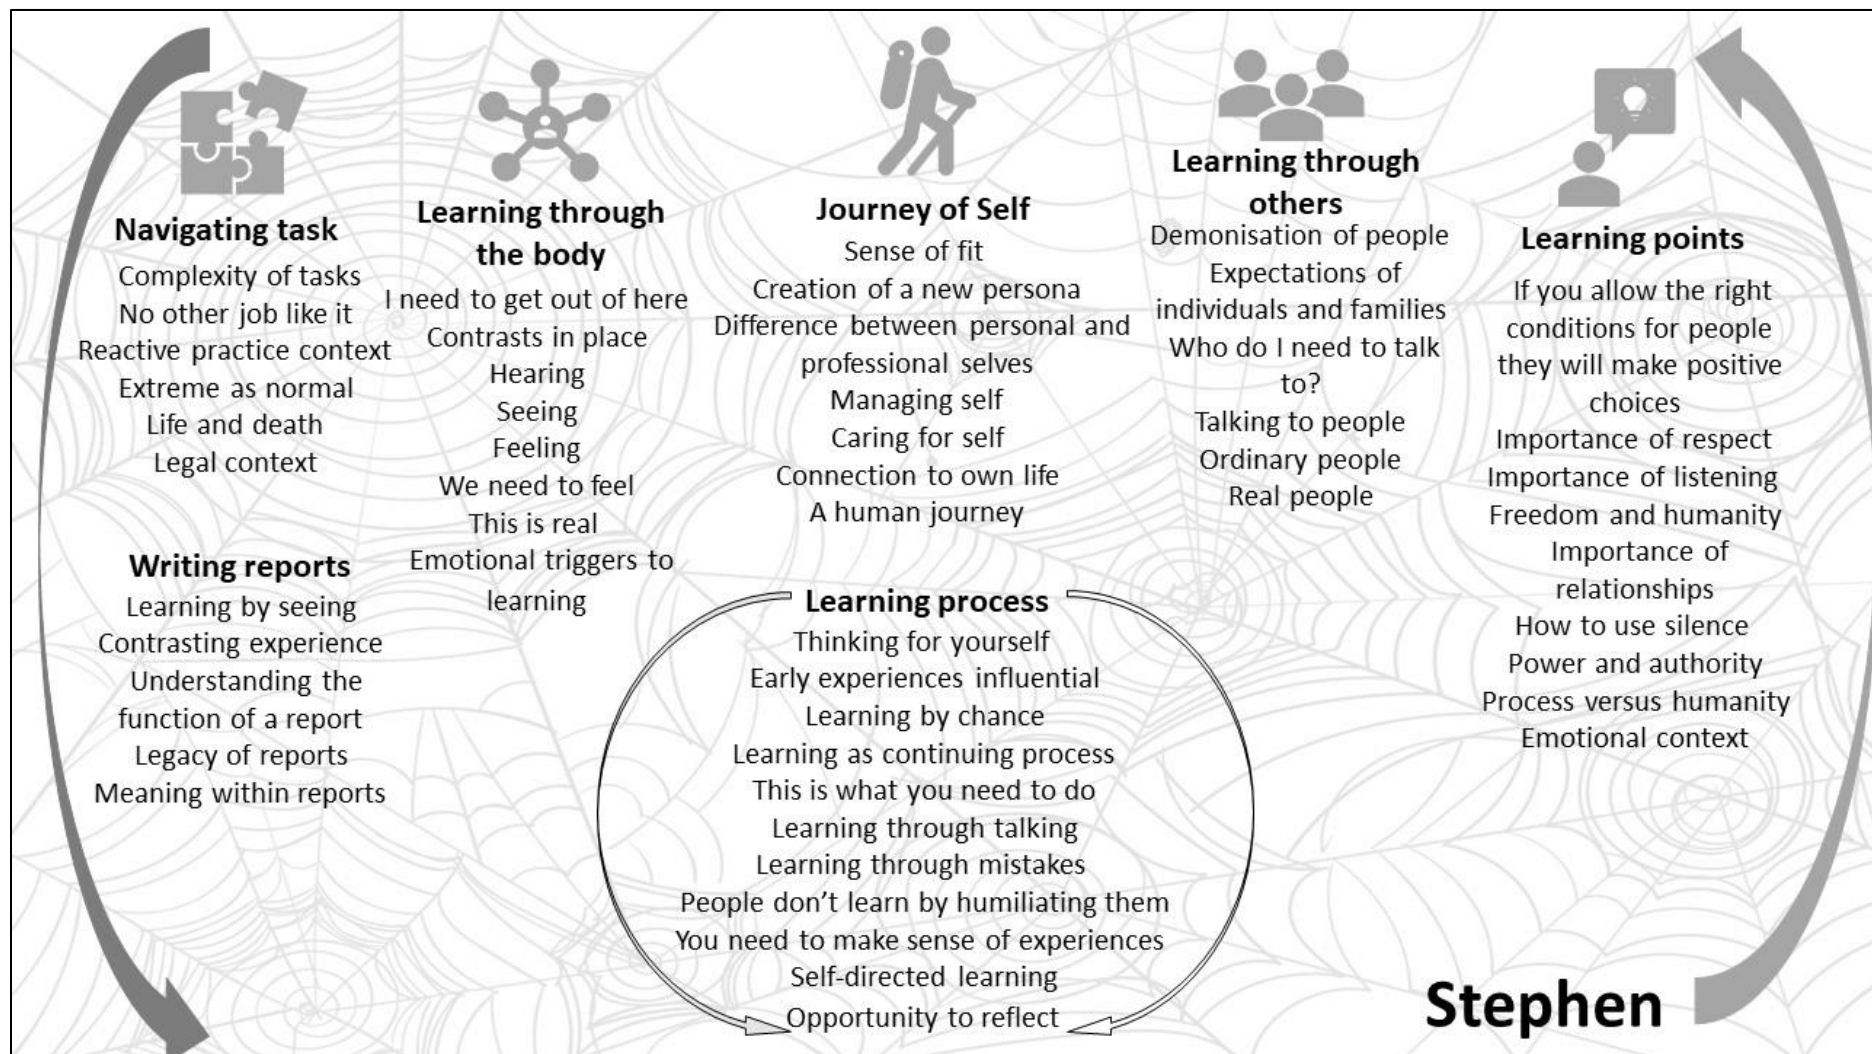 Navigating task
Complexity of tasks
No other job like it
Reactive practice context
Extreme as normal
Life and death
Legal context
Writing reports
Learning by seeing
Contrasting experience
Understanding the
function of a report
Legacy of reports
Meaning within reports
Learning through
the body
I need to get out of here
Contrasts in place
Hearing
Seeing
Feeling
We need to feel
This is real
Emotional triggers to
learning
Journey of Self
Sense of fit
Creation of a new persona
Difference between personal and
professional selves
Managing self
Caring for self
Connection to own life
A human journey
Learning process
Thinking for yourself
Early experiences influential
Learning by chance
Learning as continuing process
This is what you need to do
Learning through talking
Learning through mistakes
People don’t learn by humiliating them
You need to make sense of experiences
Self-directed learning
Opportunity to reflect
Learning through
others
Demonisation of people
Expectations of
individuals and families
Who do I need to talk
to?
Talking to people
Ordinary people
Real people
Learning points
If you allow the right
conditions for people
they will make positive
choices
Importance of respect
Importance of listening
Freedom and humanity
Importance of
relationships
How to use silence
Power and authority
Process versus humanity
Emotional context
Stephen